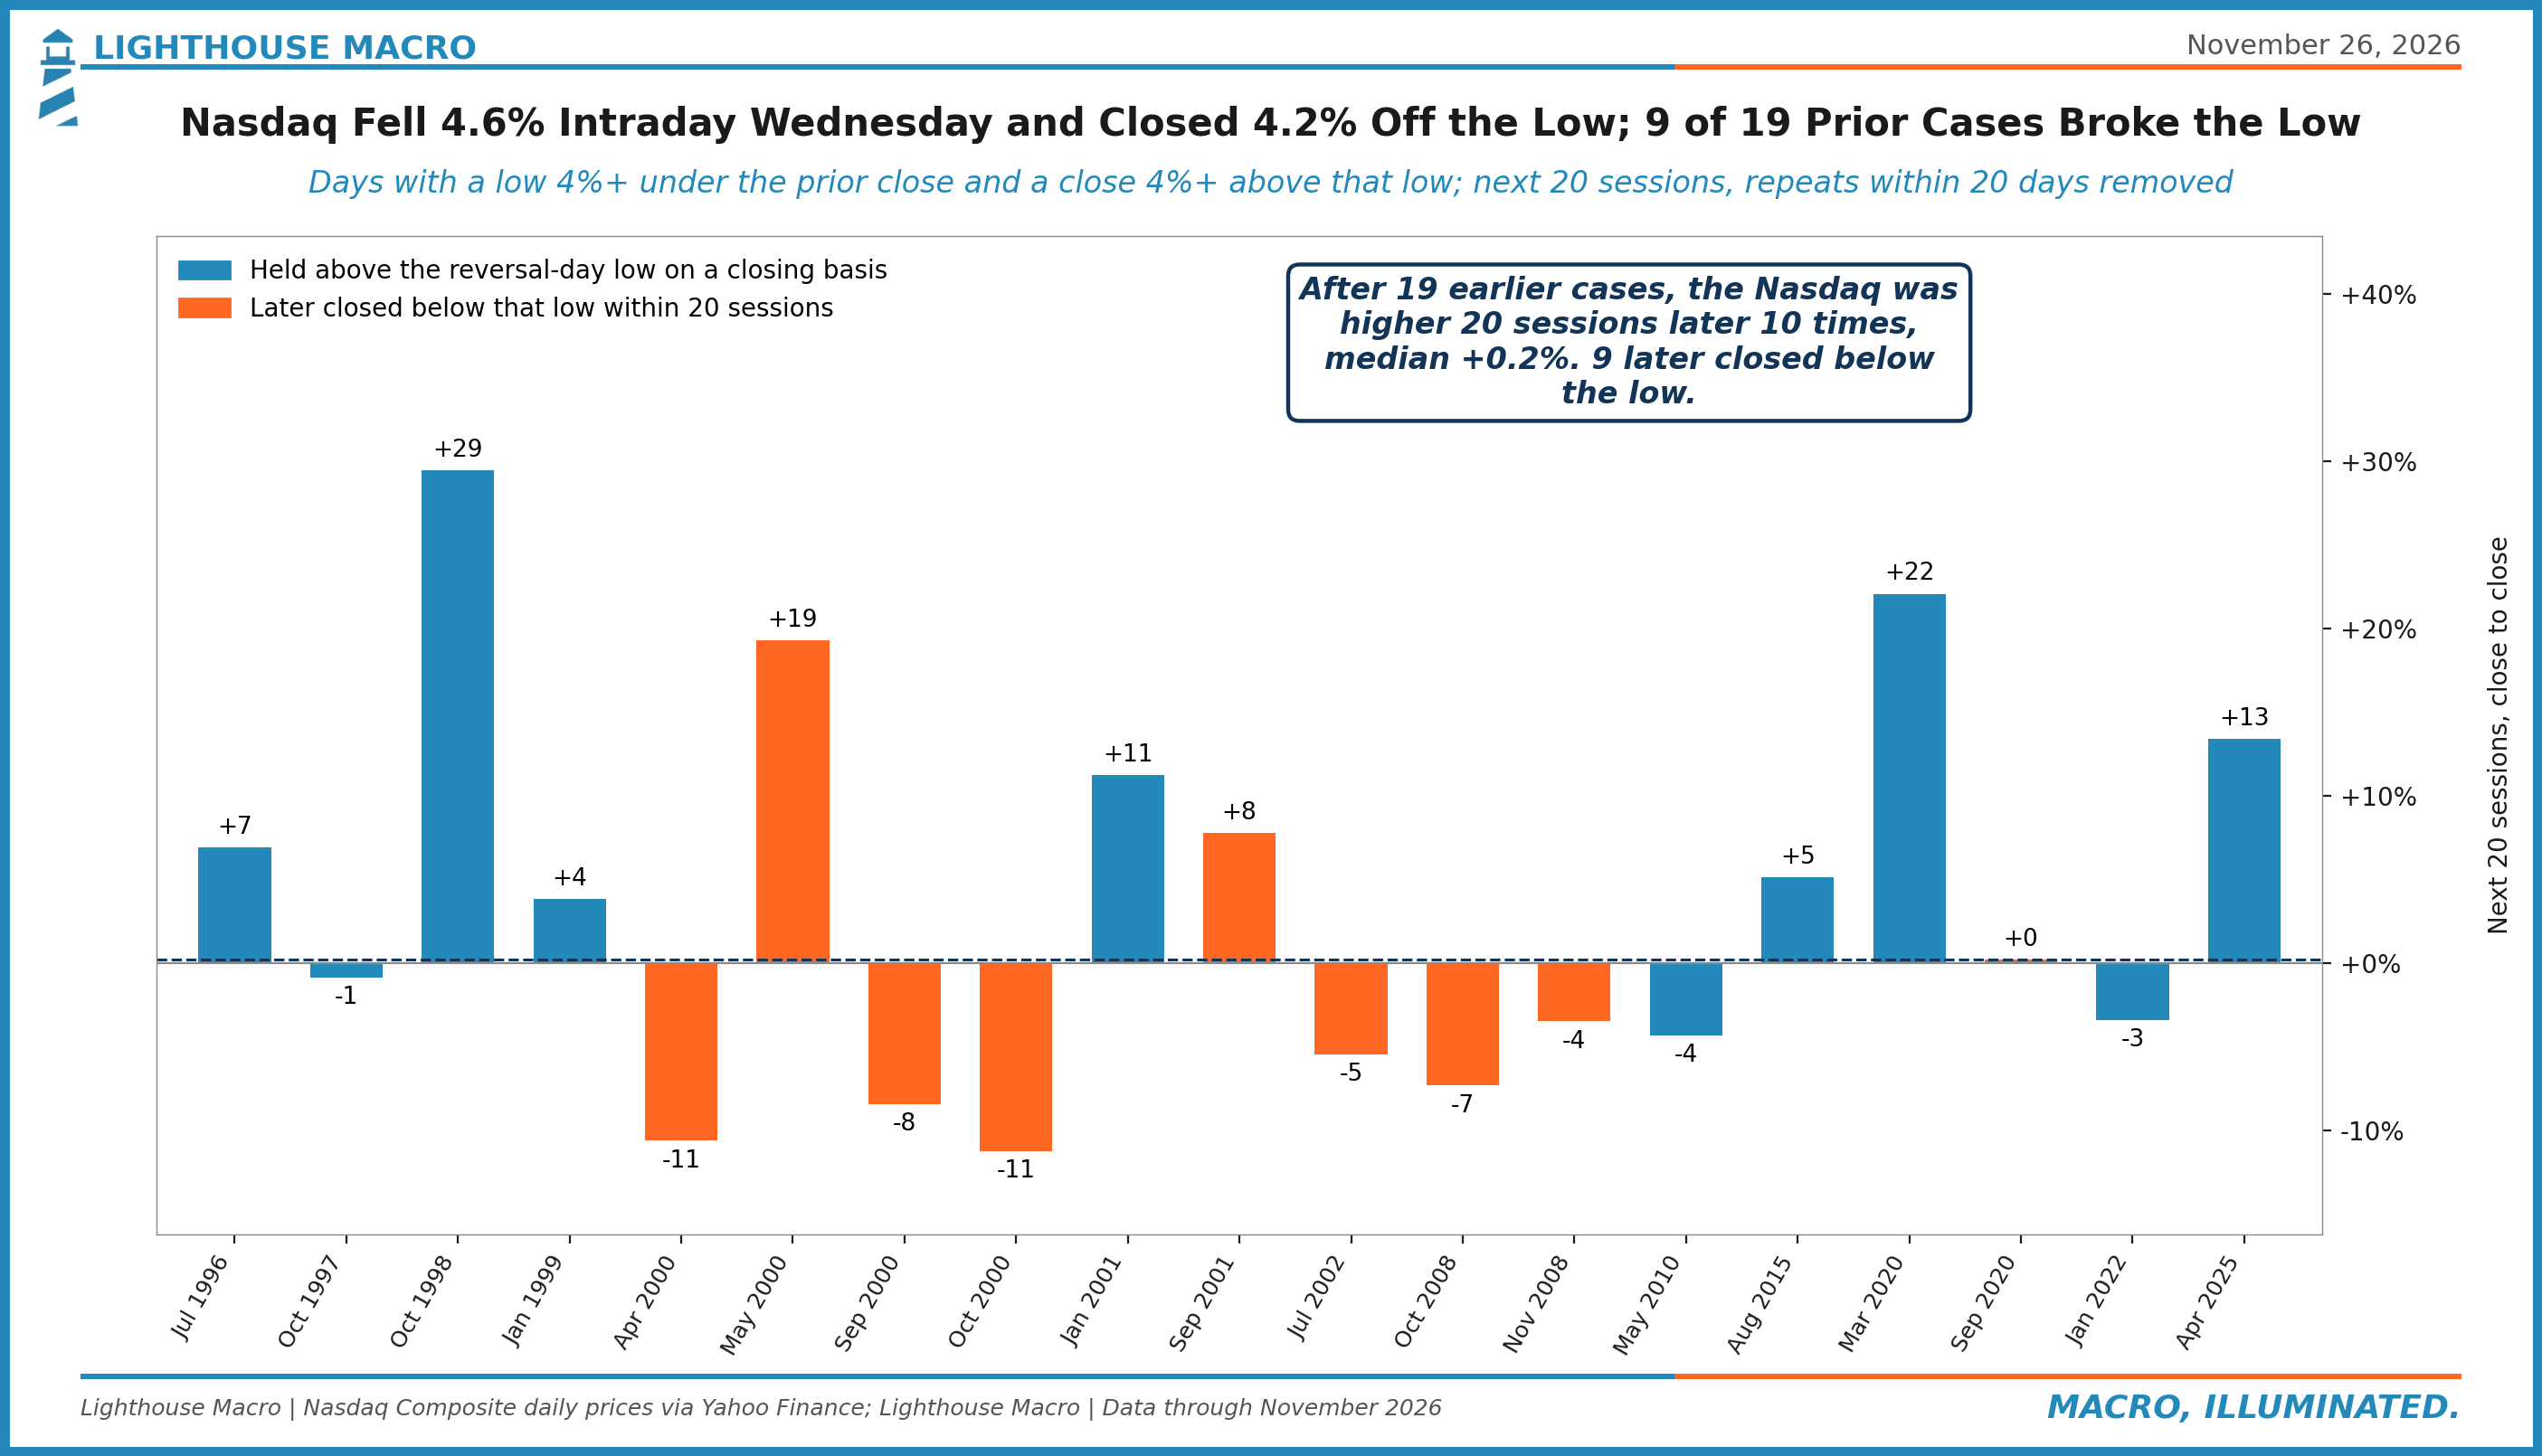 LIGHTHOUSE MACRO
November 26, 2026
Nasdaq Fell 4.6% Intraday Wednesday and Closed 4.2% Off the Low; 9 of 19 Prior Cases Broke the Low
Days with a low 4%+ under the prior close and a close 4%+ above that low; next 20 sessions, repeats within 20 days removed
Held above the reversal-day low on a closing basis
Later closed below that low within 20 sessions
After 19 earlier cases, the Nasdaq was
higher 20 sessions later 10 times,
median +0.2%. 9 later closed below
the low.
+40%
+30%
+20%
+10%
+0%
-10%
Next 20 sessions, close to close
+7
-1
+29
+4
-11
+19
-8
-11
+11
+8
-5
-7
-4
-4
+5
+22
+0
-3
+13
Jul 1996
Oct 1997
Oct 1998
Jan 1999
Apr 2000
May 2000
Sep 2000
Oct 2000
Jan 2001
Sep 2001
Jul 2002
Oct 2008
Nov 2008
May 2010
Aug 2015
Mar 2020
Sep 2020
Jan 2022
Apr 2025
Lighthouse Macro | Nasdaq Composite daily prices via Yahoo Finance; Lighthouse Macro | Data through November 2026
MACRO, ILLUMINATED.